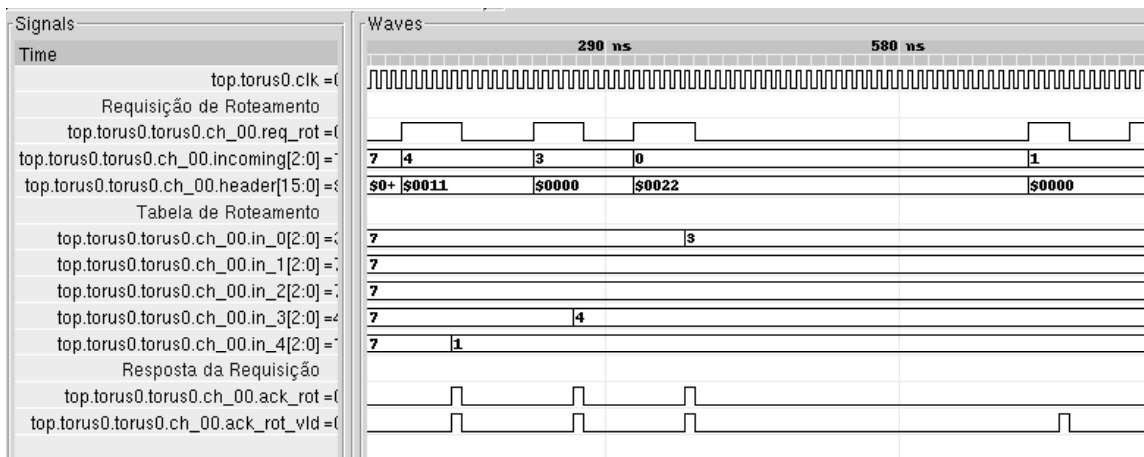 Signals
Waves
Time
290 ns
580 ns
top.torus0.clk =
Requisição de Roteamento
top.torus0.torus0.ch_00.req_rot =
top.torus0.torus0.ch_00.incoming[2:0] =
7 4 3 0 1
top.torus0.torus0.ch_00.header[15:0] =
$0+ $0011 $0000 $0022 $0000
Tabela de Roteamento
top.torus0.torus0.ch_00.in_0[2:0] =
7 3
top.torus0.torus0.ch_00.in_1[2:0] =
7
top.torus0.torus0.ch_00.in_2[2:0] =
7
top.torus0.torus0.ch_00.in_3[2:0] =
7 4
top.torus0.torus0.ch_00.in_4[2:0] =
7 1
Resposta da Requisição
top.torus0.torus0.ch_00.ack_rot =
top.torus0.torus0.ch_00.ack_rot_vld =